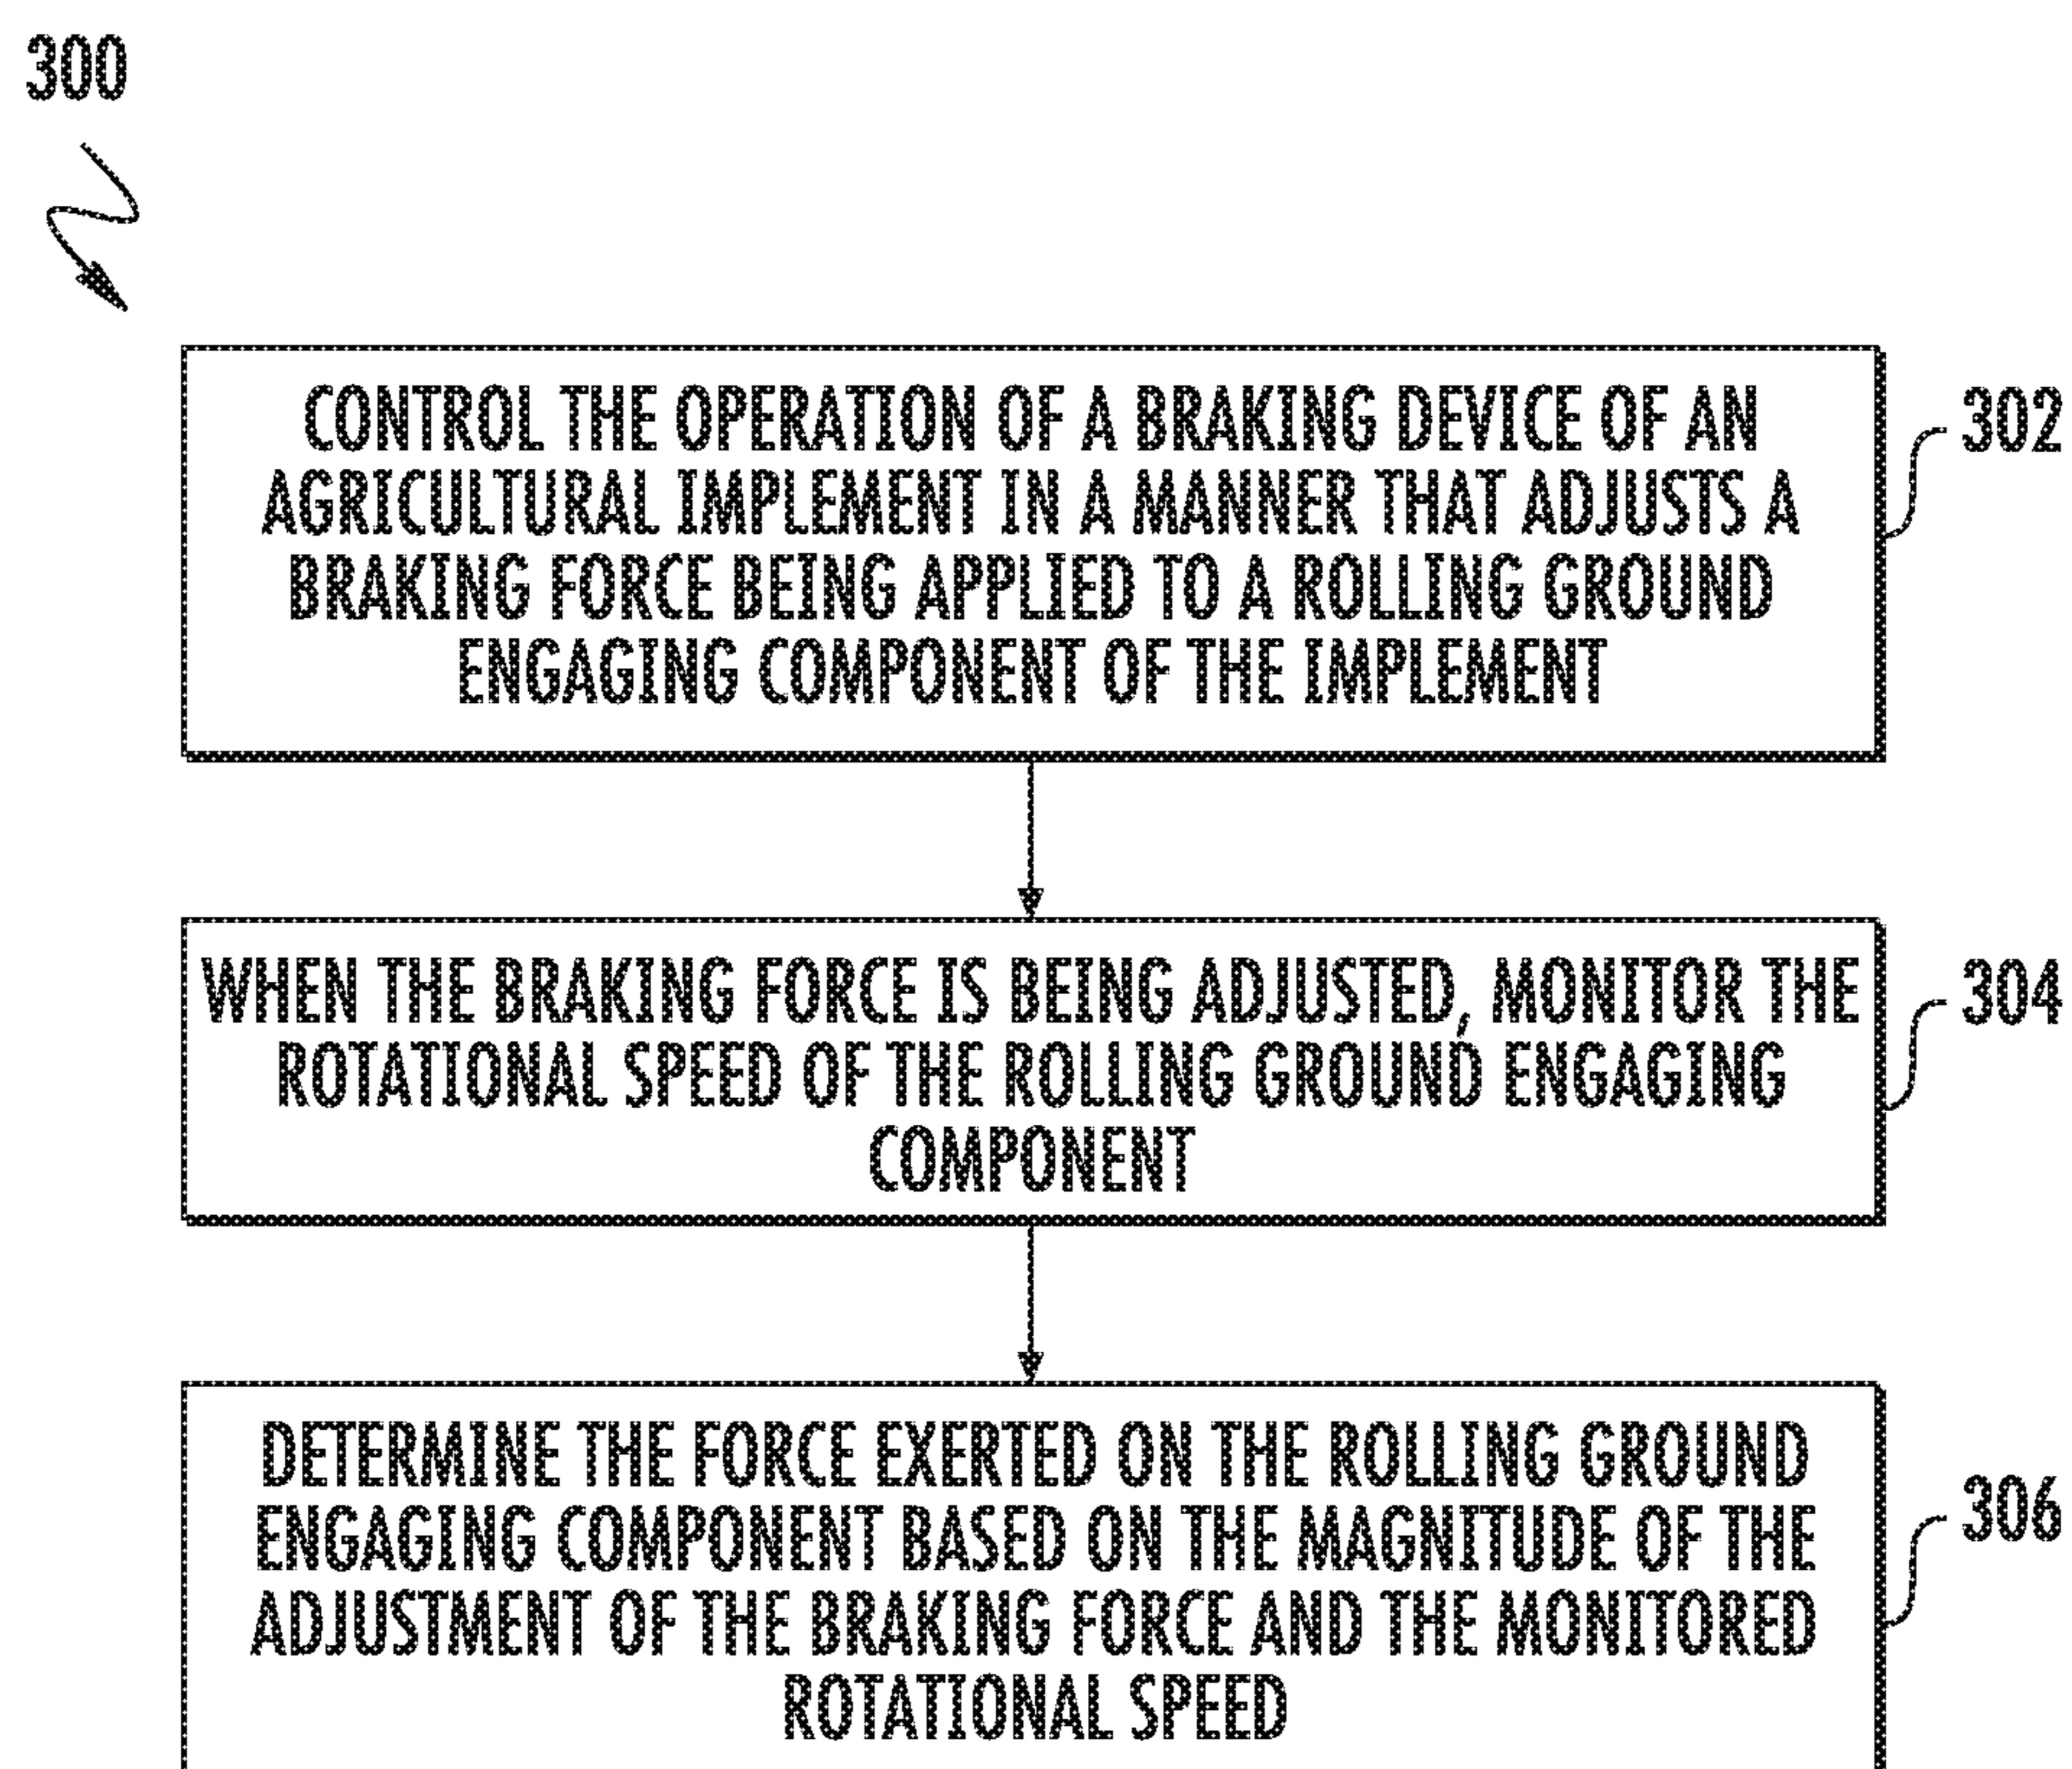 300
CONTROL THE OPERATION OF A BRAKING DEVICE OF AN
AGRICULTURAL IMPLEMENT IN A MANNER THAT ADJUSTS A
BRAKING FORCE BEING APPLIED TO A ROLLING GROUND
ENGAGING COMPONENT OF THE IMPLEMENT
302
WHEN THE BRAKING FORCE IS BEING ADJUSTED, MONITOR THE
ROTATIONAL SPEED OF THE ROLLING GROUND ENGAGING
COMPONENT
304
DETERMINE THE FORCE EXERTED ON THE ROLLING GROUND
ENGAGING COMPONENT BASED ON THE MAGNITUDE OF THE
ADJUSTMENT OF THE BRAKING FORCE AND THE MONITORED
ROTATIONAL SPEED
306